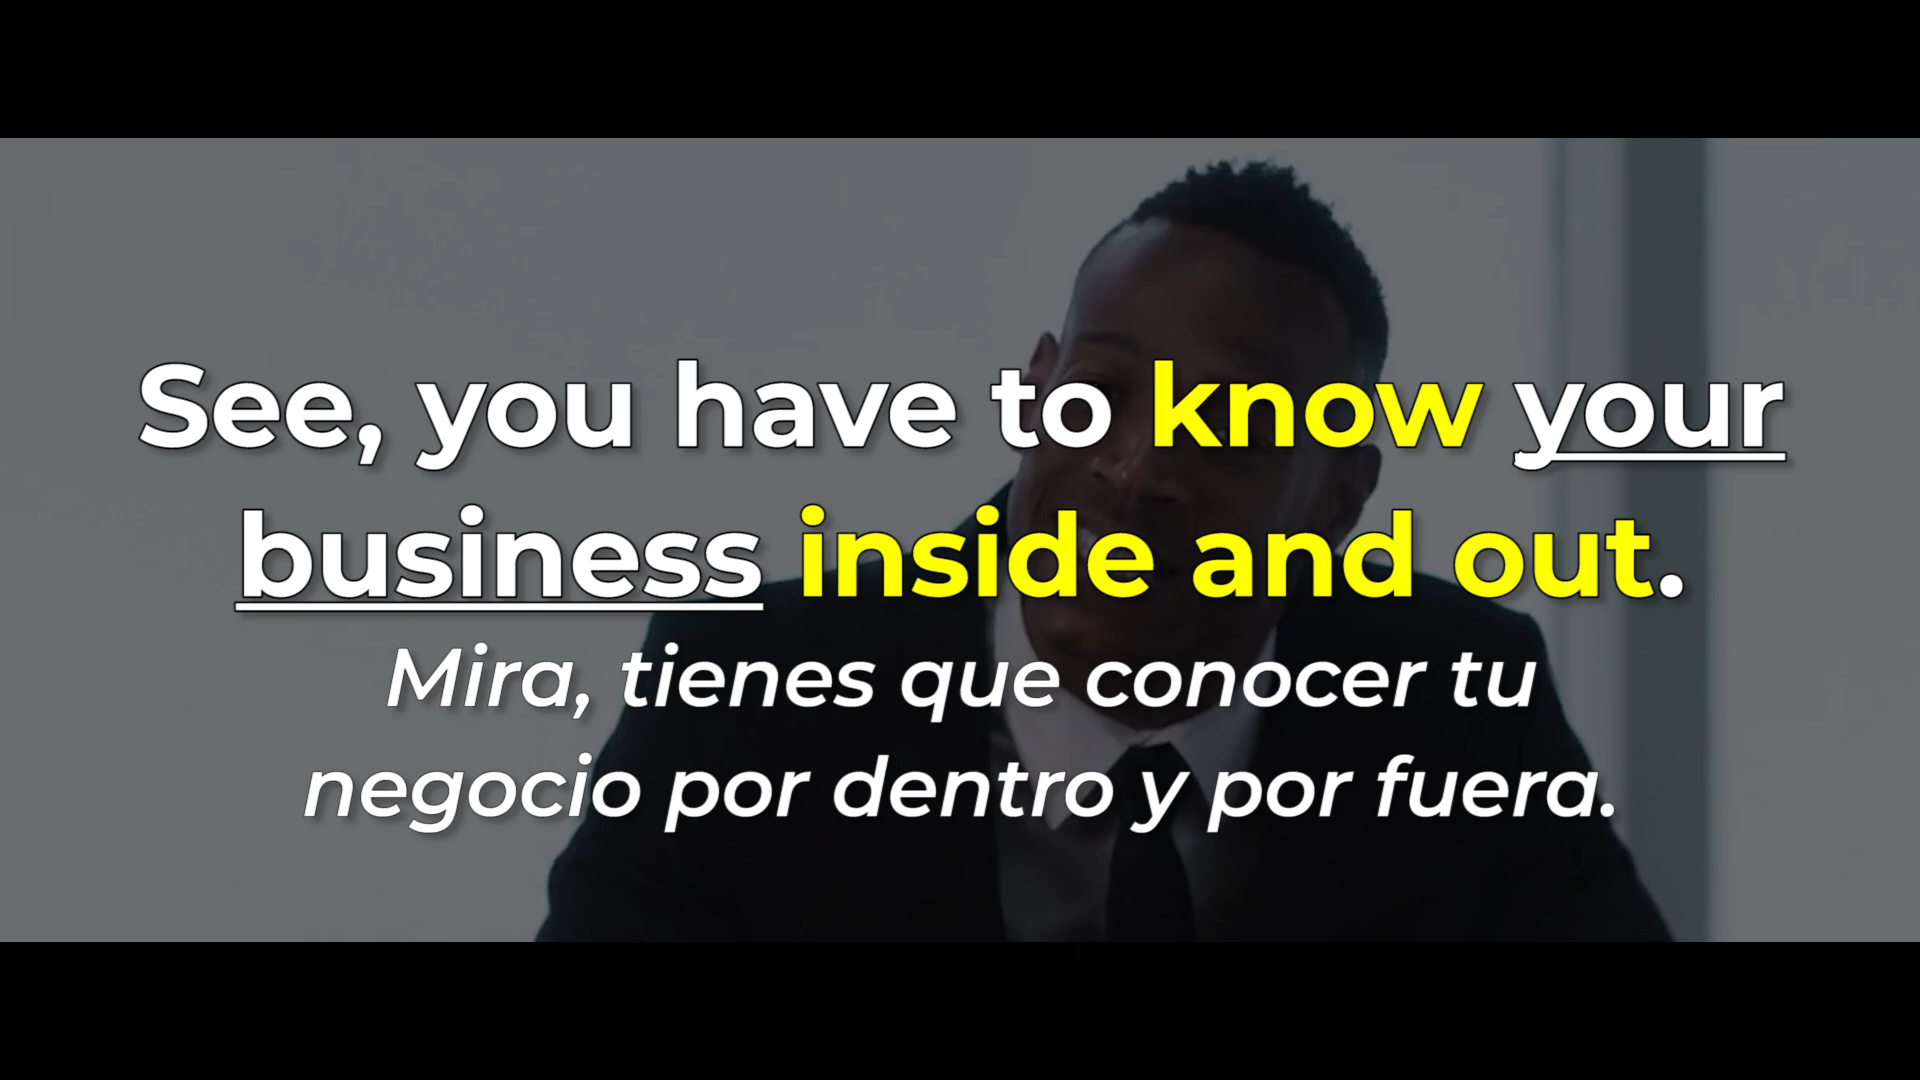 See, you have to know your
business inside and out.
Mira, tienes que conocer tu
negocio por dentro y por fuera.